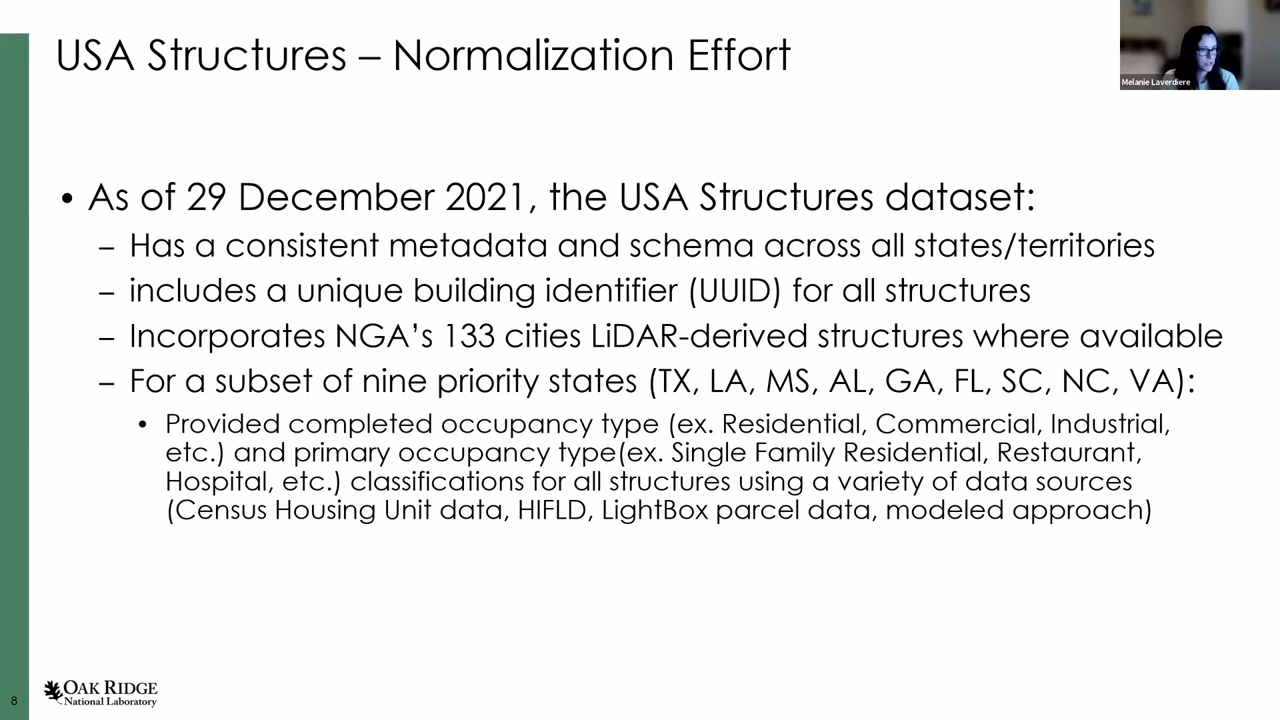 USA Structures – Normalization Effort
Melanie Laverdiere
• As of 29 December 2021, the USA Structures dataset:
– Has a consistent metadata and schema across all states/territories
– includes a unique building identifier (UUID) for all structures
– Incorporates NGA's 133 cities LiDAR-derived structures where available
– For a subset of nine priority states (TX, LA, MS, AL, GA, FL, SC, NC, VA):
• Provided completed occupancy type (ex. Residential, Commercial, Industrial,
etc.) and primary occupancy type(ex. Single Family Residential, Restaurant,
Hospital, etc.) classifications for all structures using a variety of data sources
(Census Housing Unit data, HIFLD, LightBox parcel data, modeled approach)
8
OAK RIDGE
National Laboratory